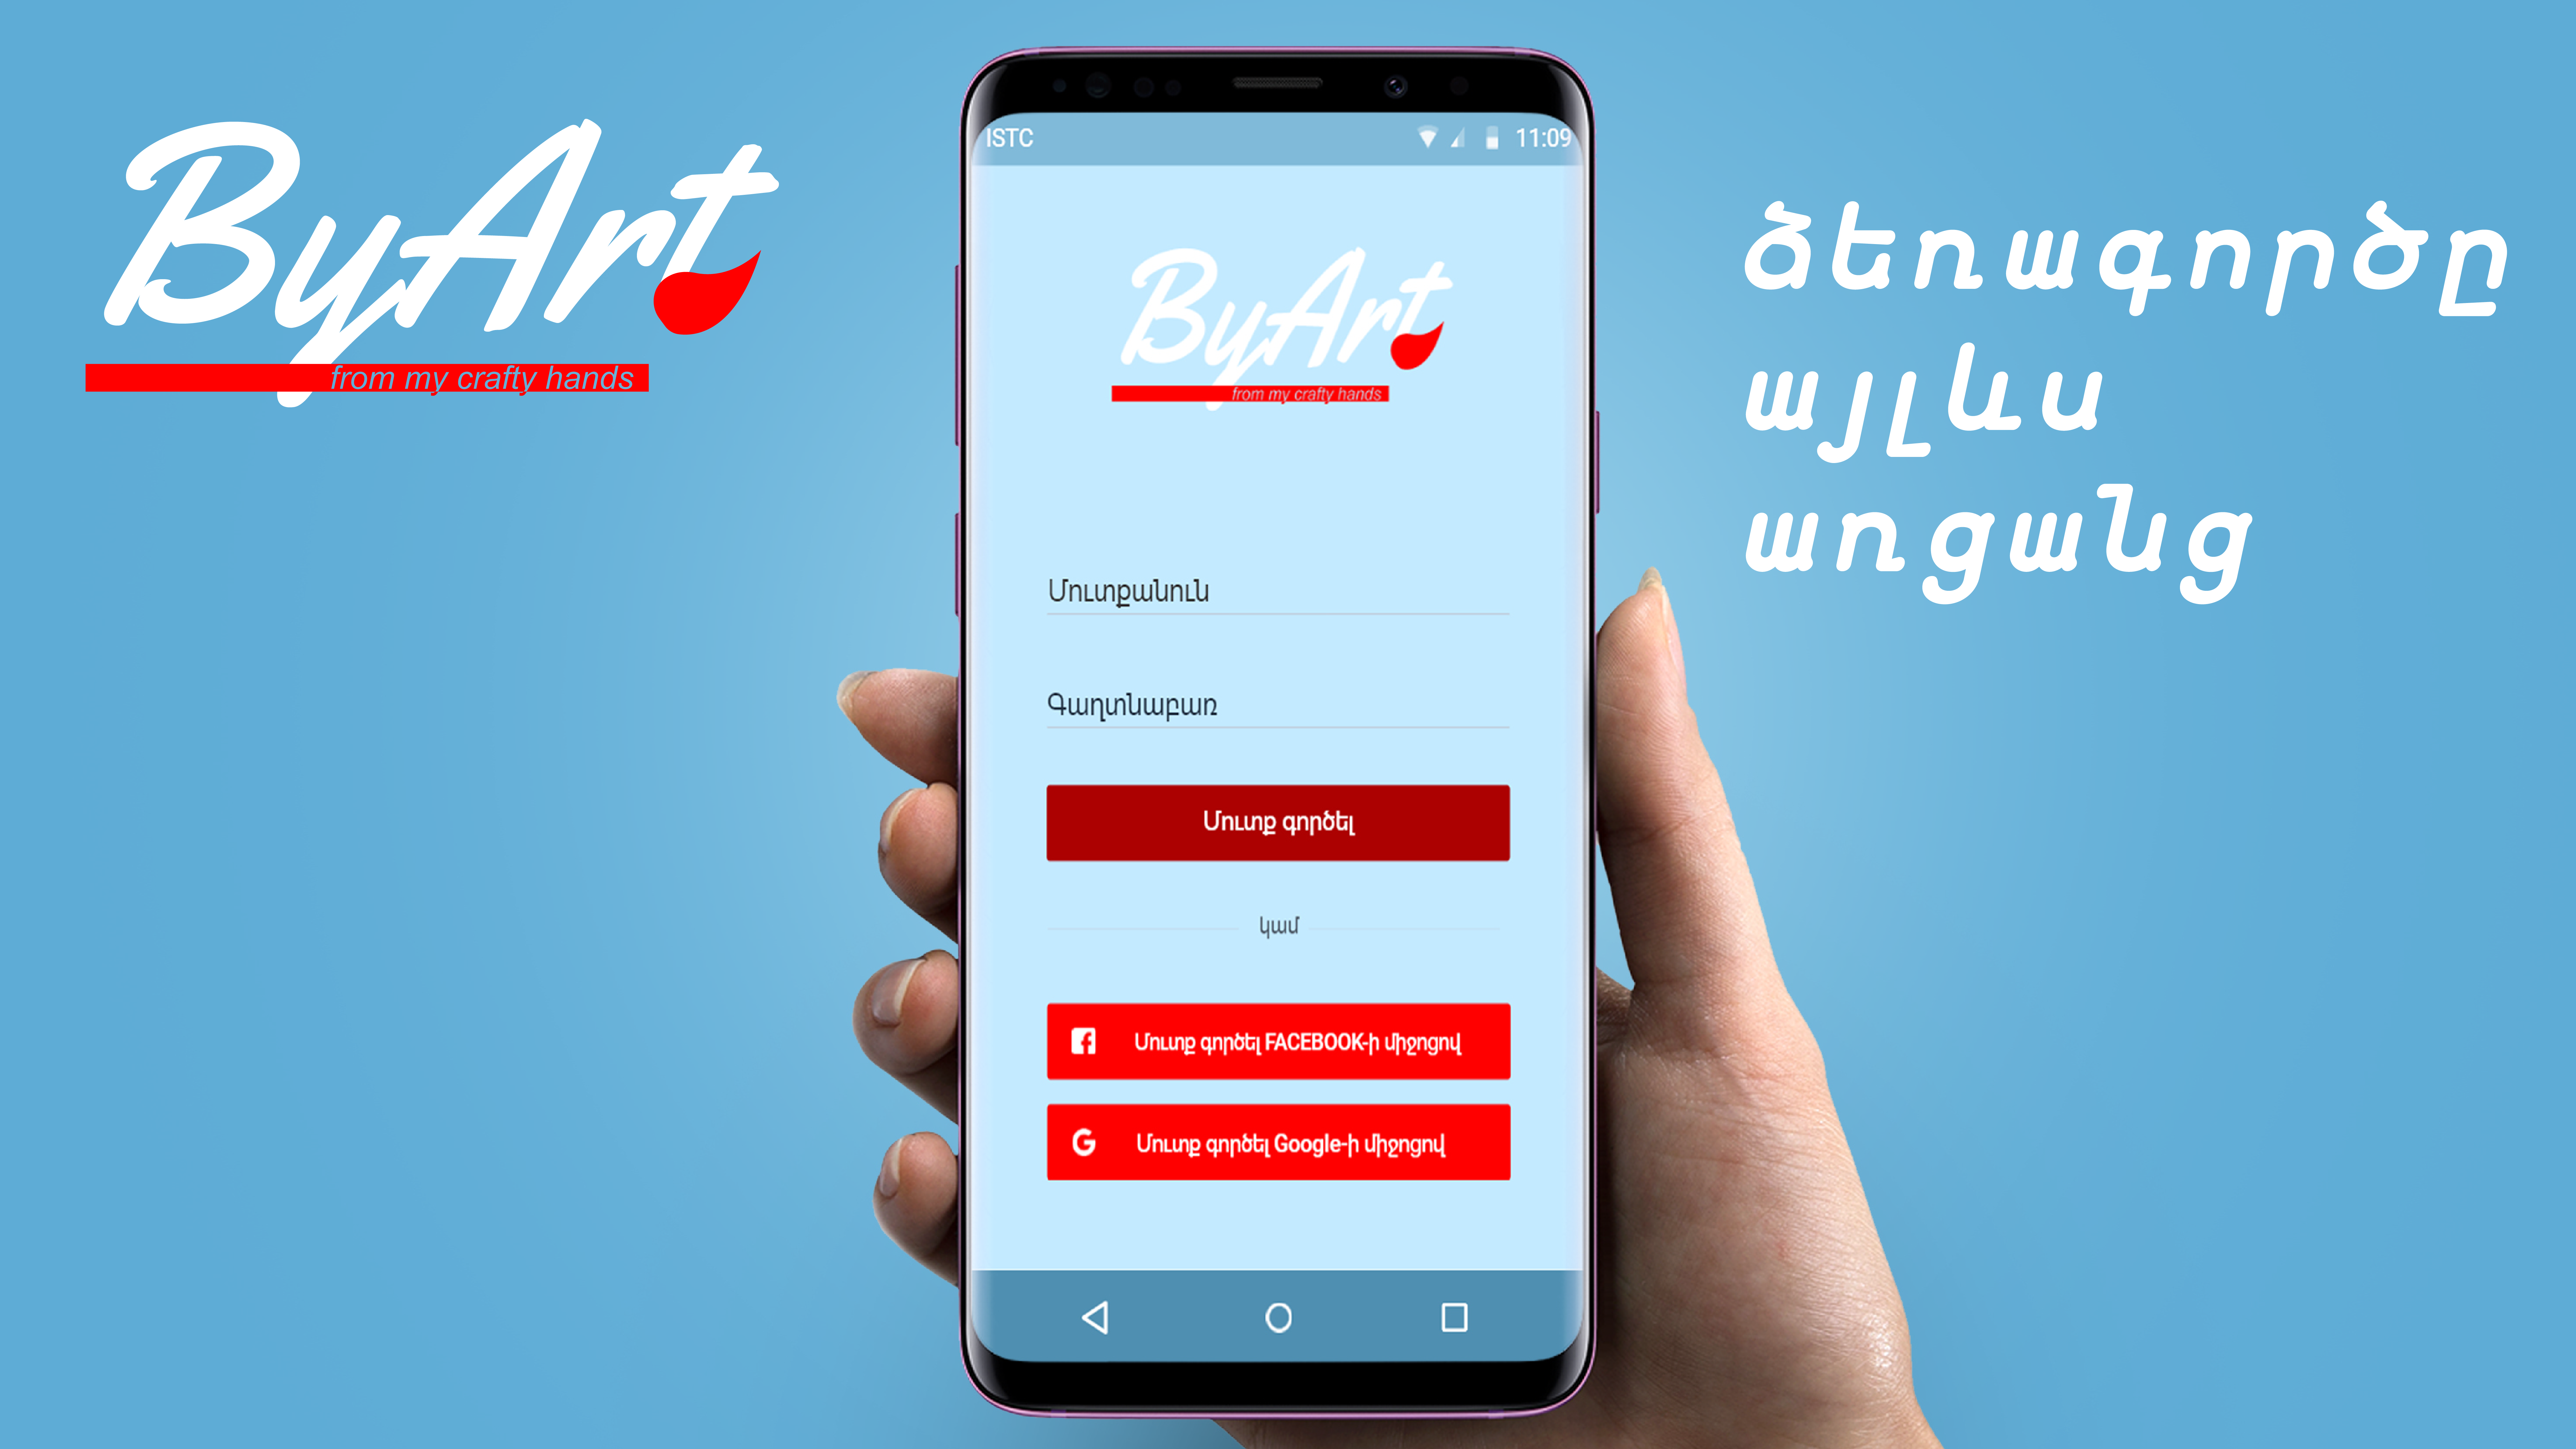 ByArt
from my crafty hands
ձեռագործը
այլևս
առցանց
ISTC 11:09
ByArt
from my crafty hands
Մուտքանուն
Գաղտնաբառ
Մուտք գործել
կամ
Մուտք գործել FACEBOOK-ի միջոցով
Մուտք գործել Google-ի միջոցով